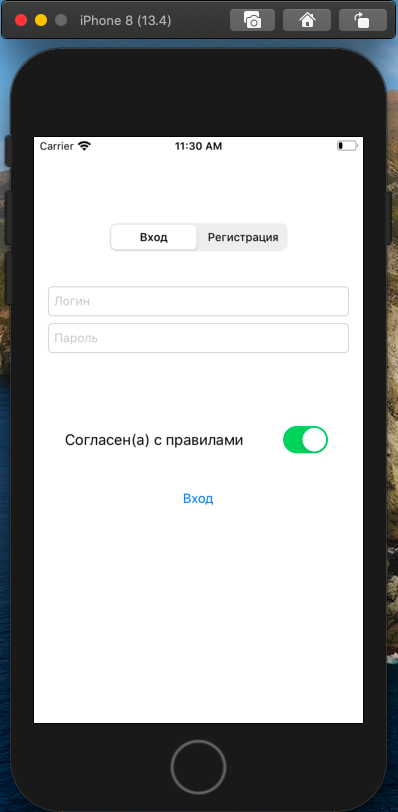 iPhone 8 (13.4)
Carrier 11:30 AM
Вход Регистрация
Логин
Пароль
Согласен(а) с правилами
Вход